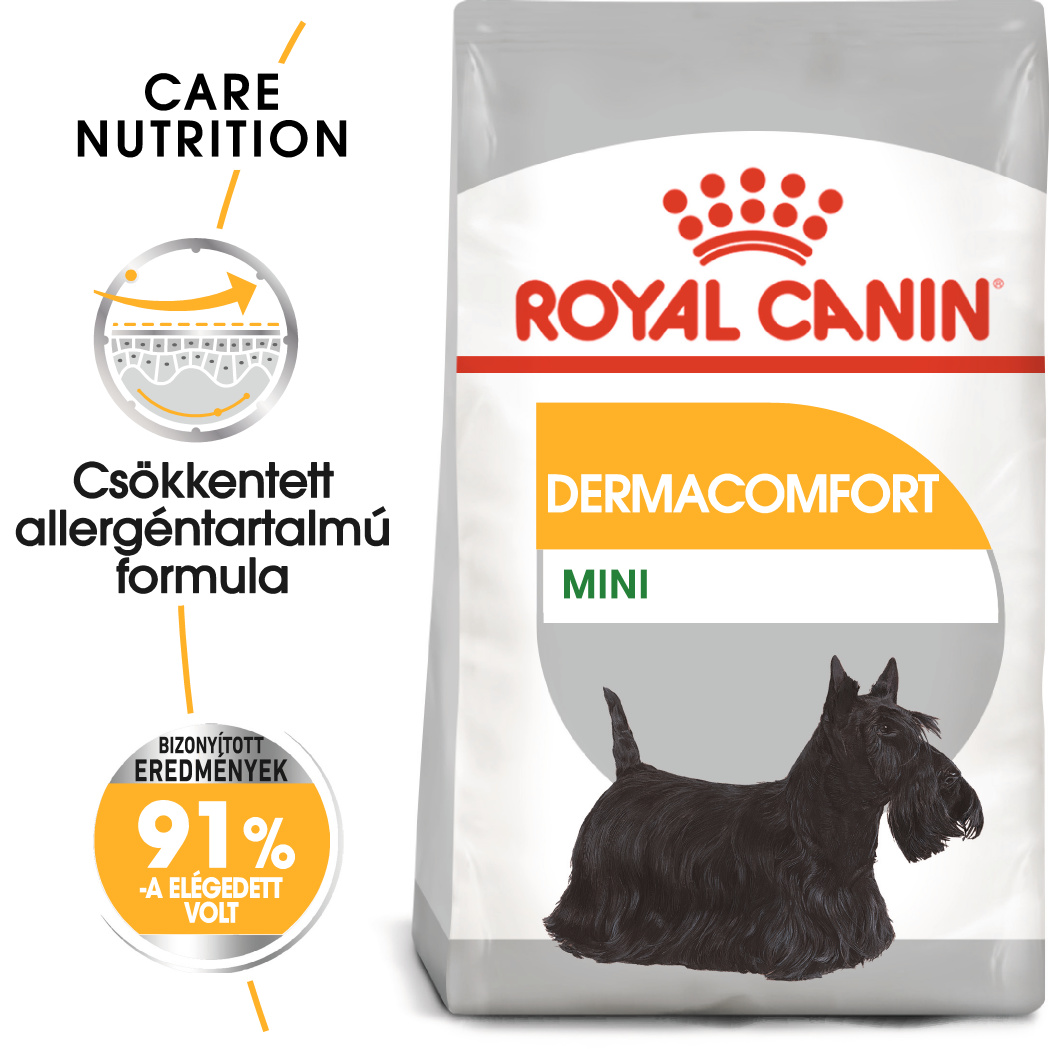 CARE
NUTRITION
Csökkentett
allergéntartalmú
formula
BIZONYÍTOTT
EREDMÉNYEK
91%
-A ELÉGEDETT
VOLT
ROYAL CANIN®
DERMACOMFORT
MINI